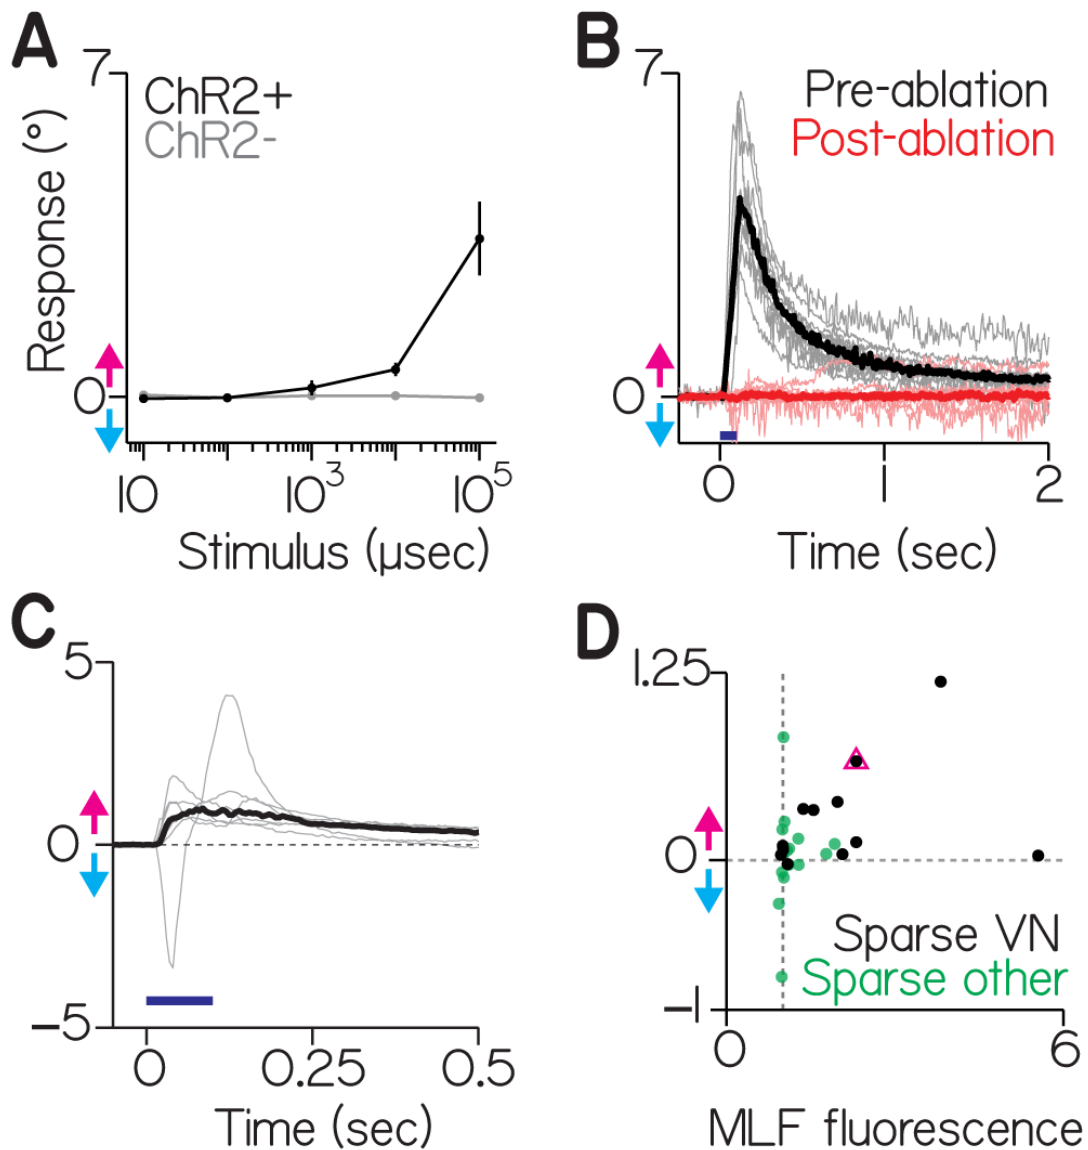 A
7
ChR2+
ChR2-
Response (°)
0
10
10³
10⁵
Stimulus (µsec)
B
7
Pre-ablation
Post-ablation
0
0
1
2
Time (sec)
C
5
0
−5
0
0.25
0.5
Time (sec)
D
1.25
0
Sparse VN
Sparse other
−1
0
6
MLF fluorescence